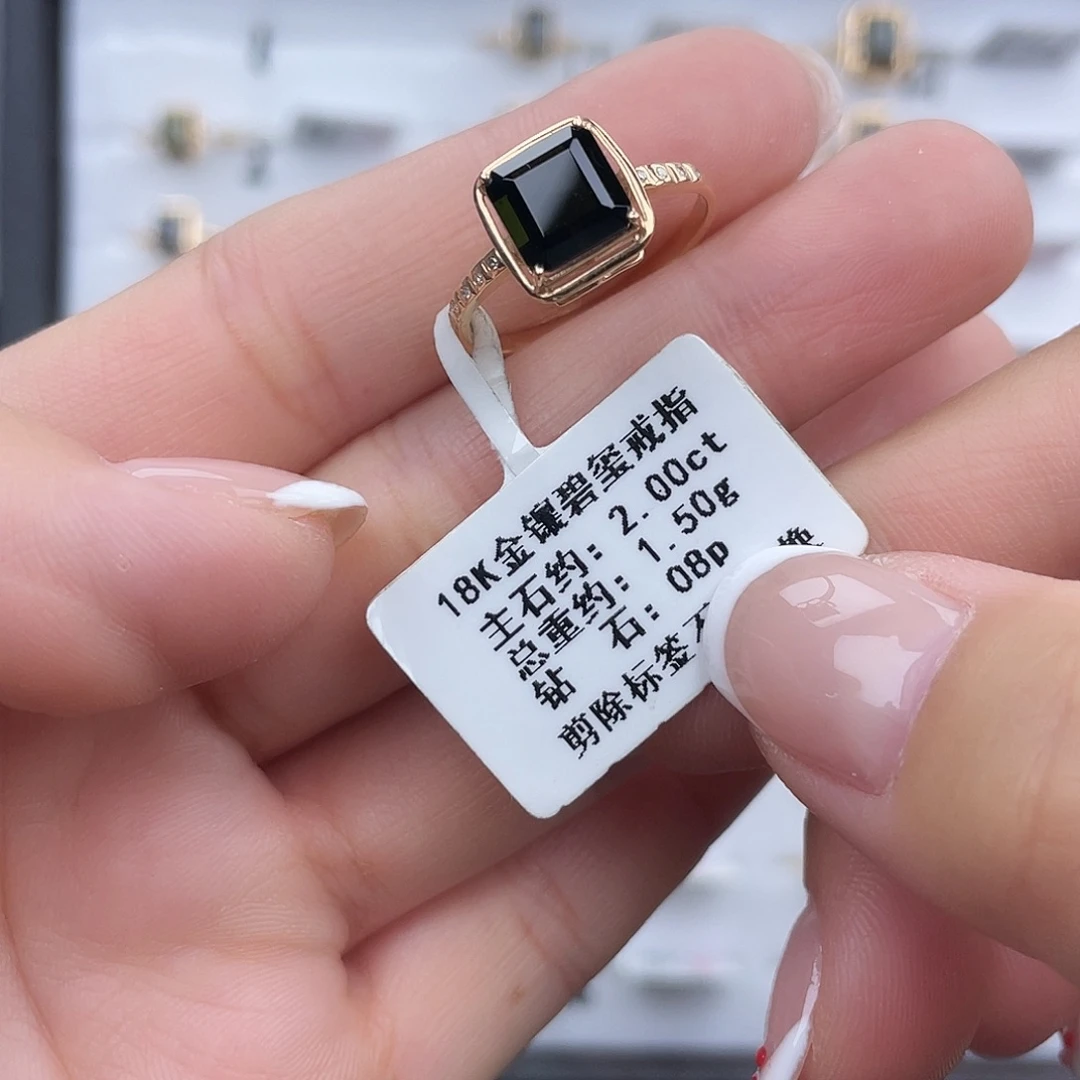 18K金镶碧玺戒指
主石约: 2.00ct
总重约: 1.50g
钻 石: 08p
剪除标签